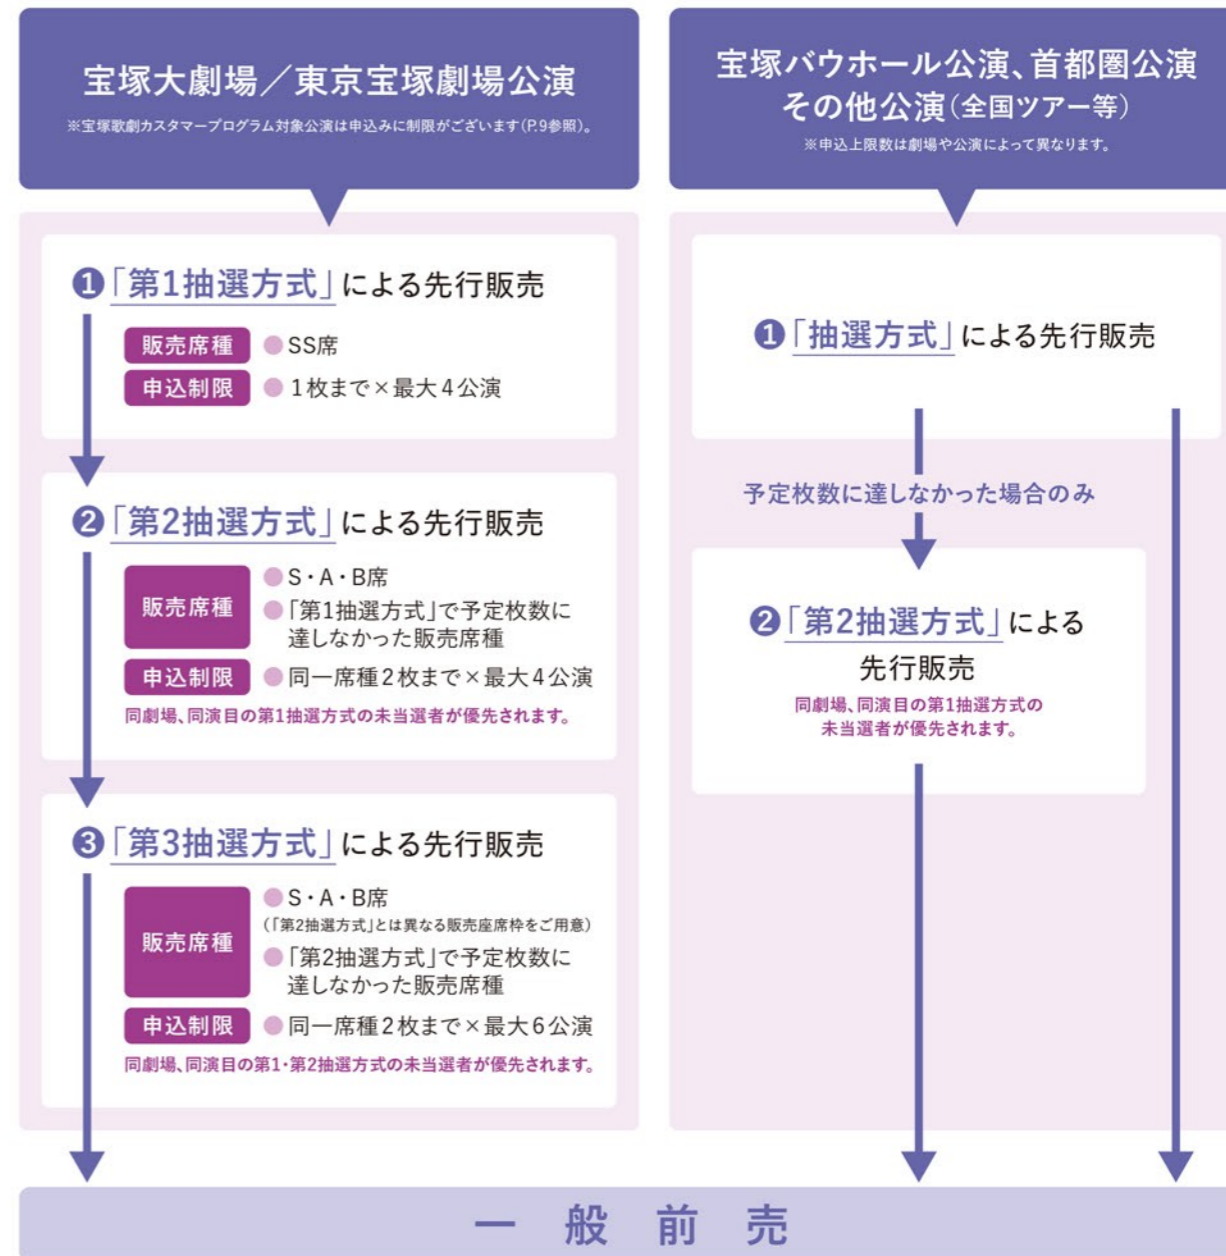 宝塚大劇場／東京宝塚劇場公演
※宝塚歌劇カスタマープログラム対象公演は申込みに制限がございます(P.9参照)。
❶「第1抽選方式」による先行販売
販売席種 ●SS席
申込制限 ●1枚まで×最大4公演
❷「第2抽選方式」による先行販売
販売席種 ●S・A・B席
●「第1抽選方式」で予定枚数に
達しなかった販売席種
申込制限 ●同一席種2枚まで×最大4公演
同劇場、同演目の第1抽選方式の未当選者が優先されます。
❸「第3抽選方式」による先行販売
販売席種 ●S・A・B席
(「第2抽選方式」とは異なる販売座席枠をご用意)
●「第2抽選方式」で予定枚数に
達しなかった販売席種
申込制限 ●同一席種2枚まで×最大6公演
同劇場、同演目の第1・第2抽選方式の未当選者が優先されます。
宝塚バウホール公演、首都圏公演
その他公演(全国ツアー等)
※申込上限数は劇場や公演によって異なります。
❶「抽選方式」による先行販売
予定枚数に達しなかった場合のみ
❷「第2抽選方式」による
先行販売
同劇場、同演目の第1抽選方式の
未当選者が優先されます。
一般前売